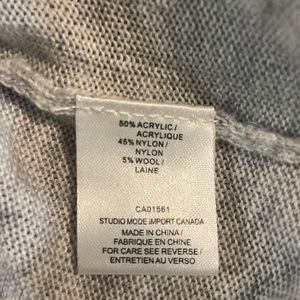 50% ACRYLIC /
ACRYLIQUE
45% NYLON /
NYLON
5% WOOL /
LAINE
CA01561
STUDIO MODE IMPORT CANADA
MADE IN CHINA /
FABRIQUE EN CHINE
FOR CARE SEE REVERSE /
ENTRETIEN AU VERSO